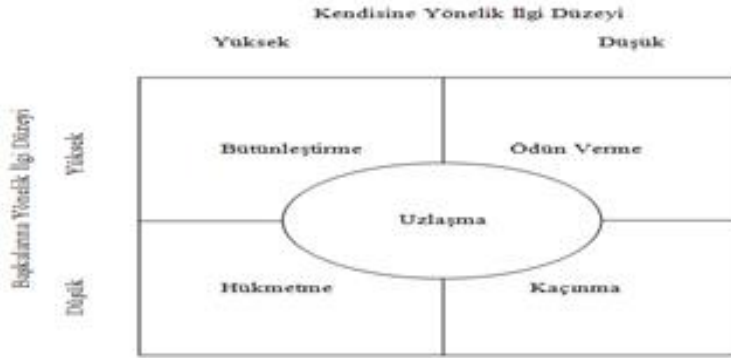 Kendisine Yönelik İlgi Düzeyi
Yüksek Düşük
Başkalarına Yönelik İlgi Düzeyi
Yüksek
Bütünleştirme Ödün Verme
Uzlaşma
Düşük
Hükmetme Kaçınma